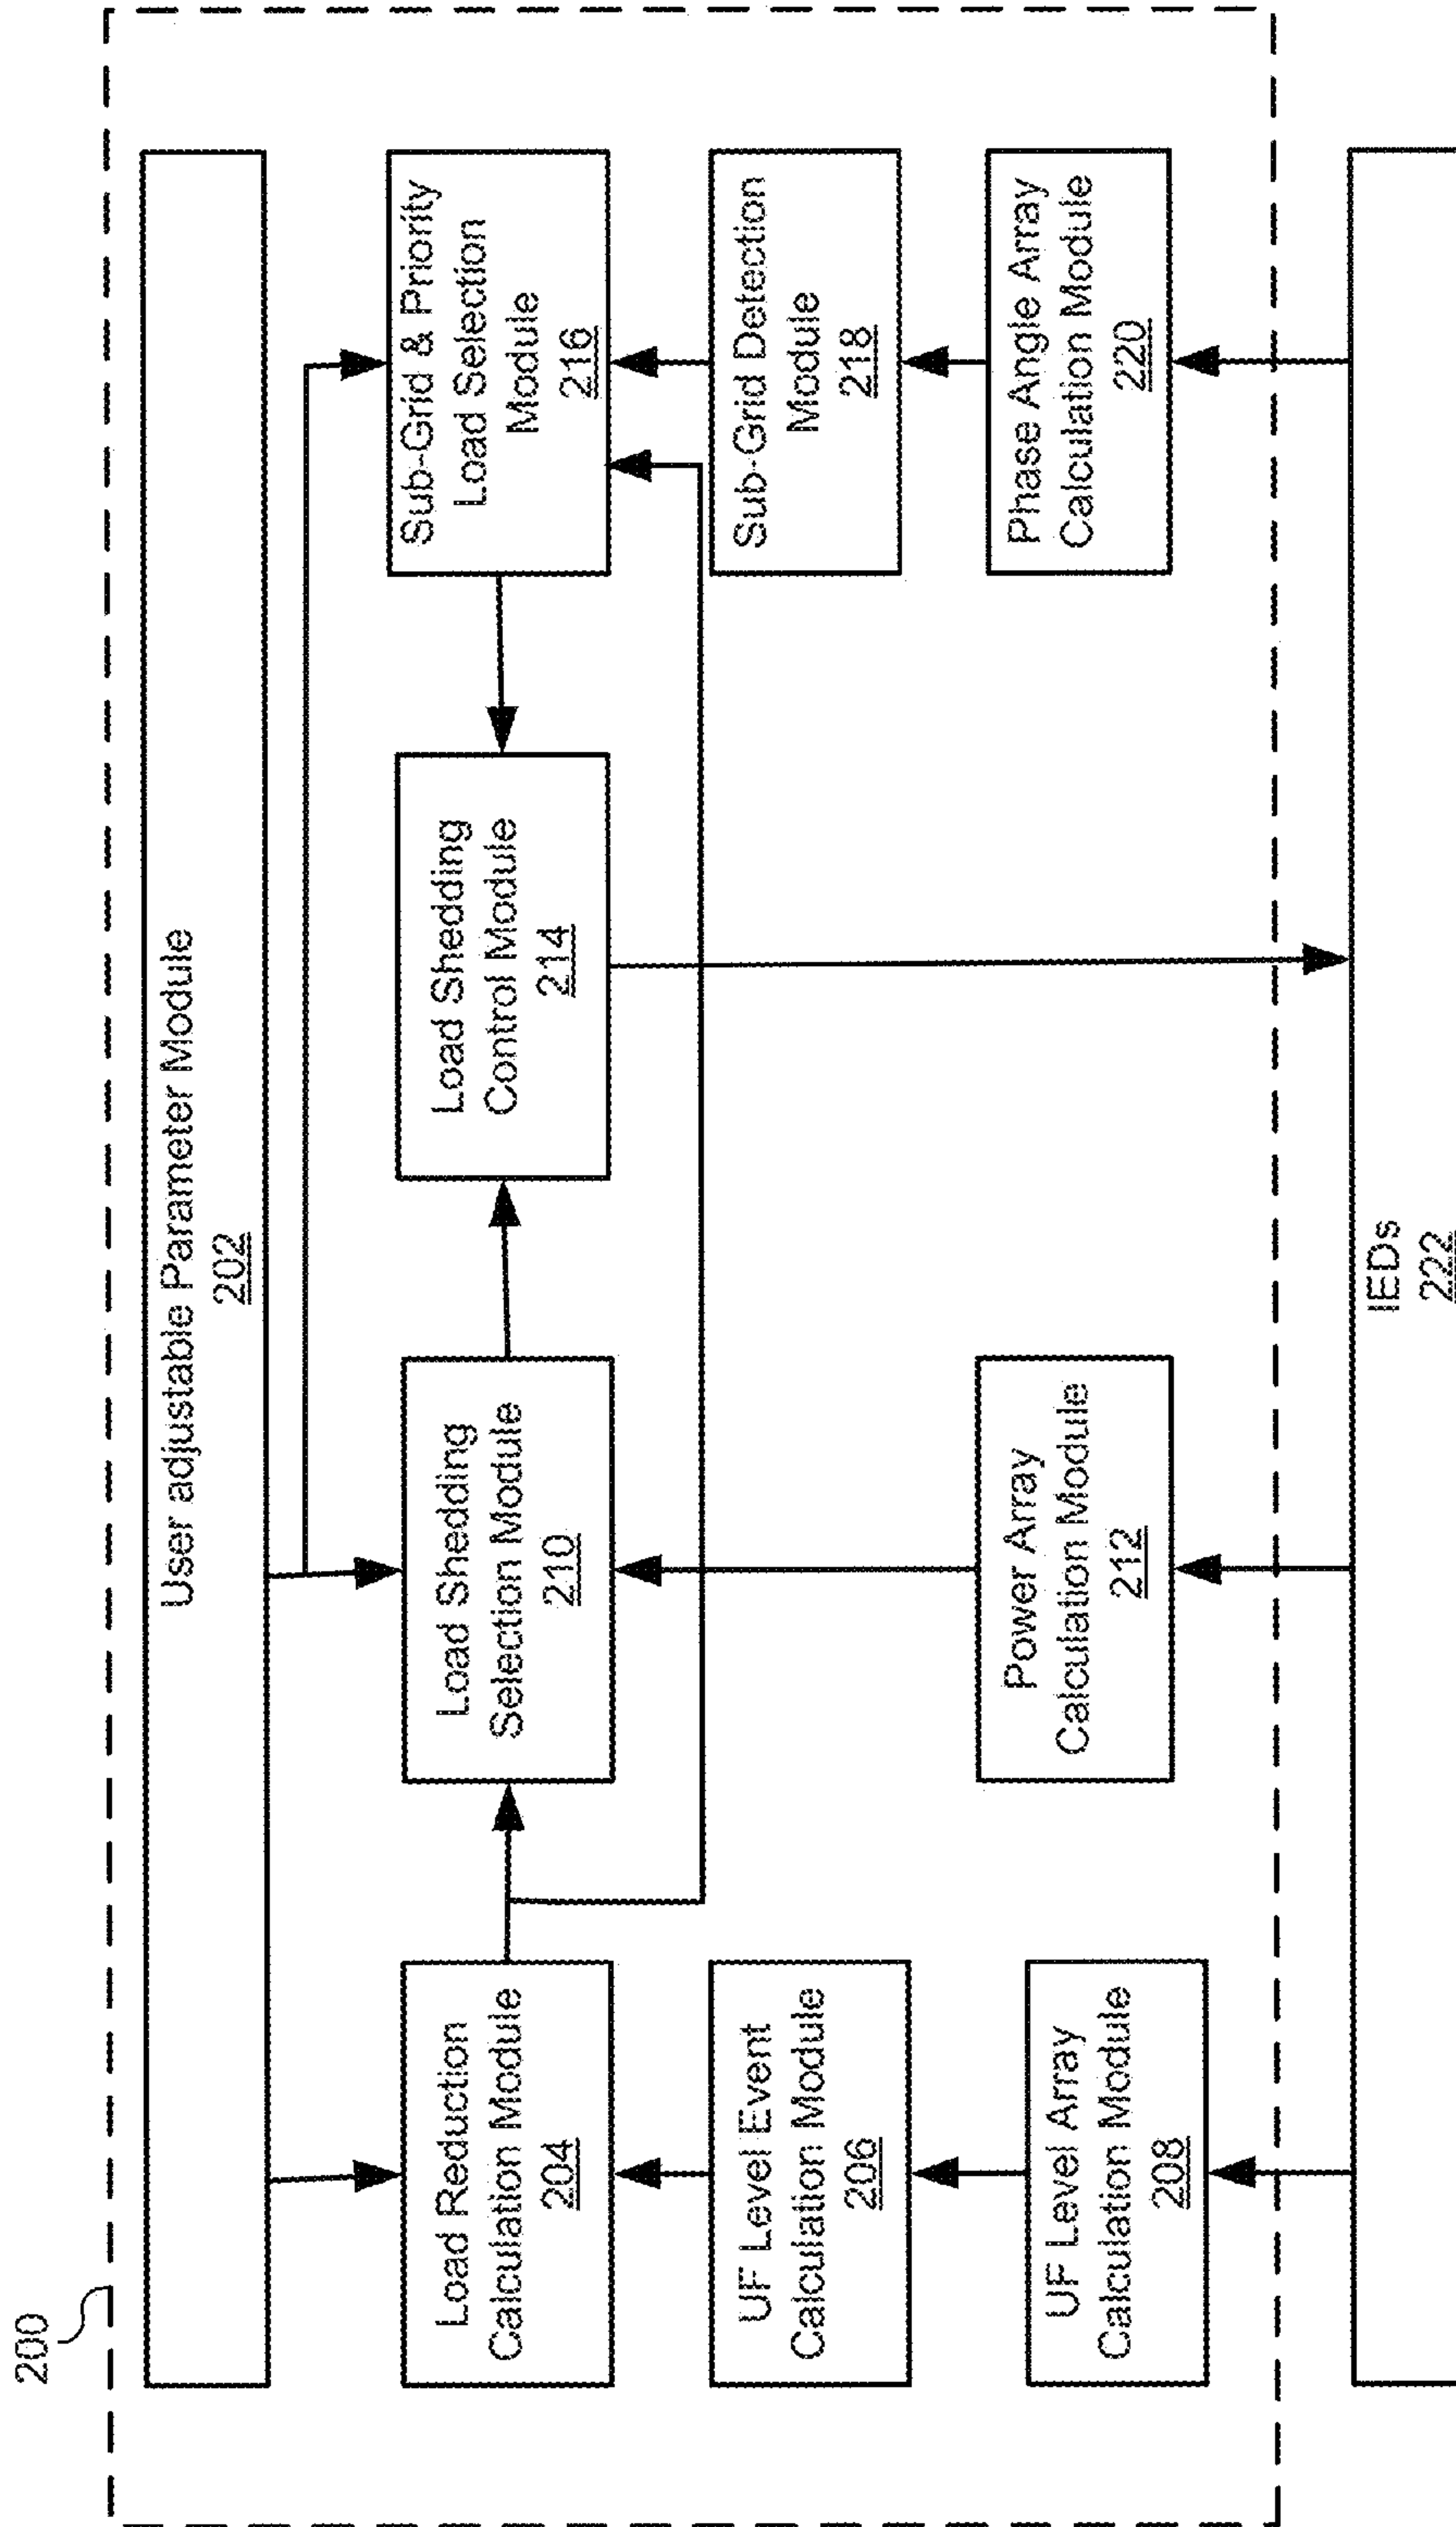 200
User adjustable Parameter Module
202
Load Reduction
Calculation Module
204
Load Shedding
Selection Module
210
Load Shedding
Control Module
214
Sub-Grid & Priority
Load Selection
Module
216
UF Level Event
Calculation Module
206
Sub-Grid Detection
Module
218
UF Level Array
Calculation Module
208
Power Array
Calculation Module
212
Phase Angle Array
Calculation Module
220
IEDs
222